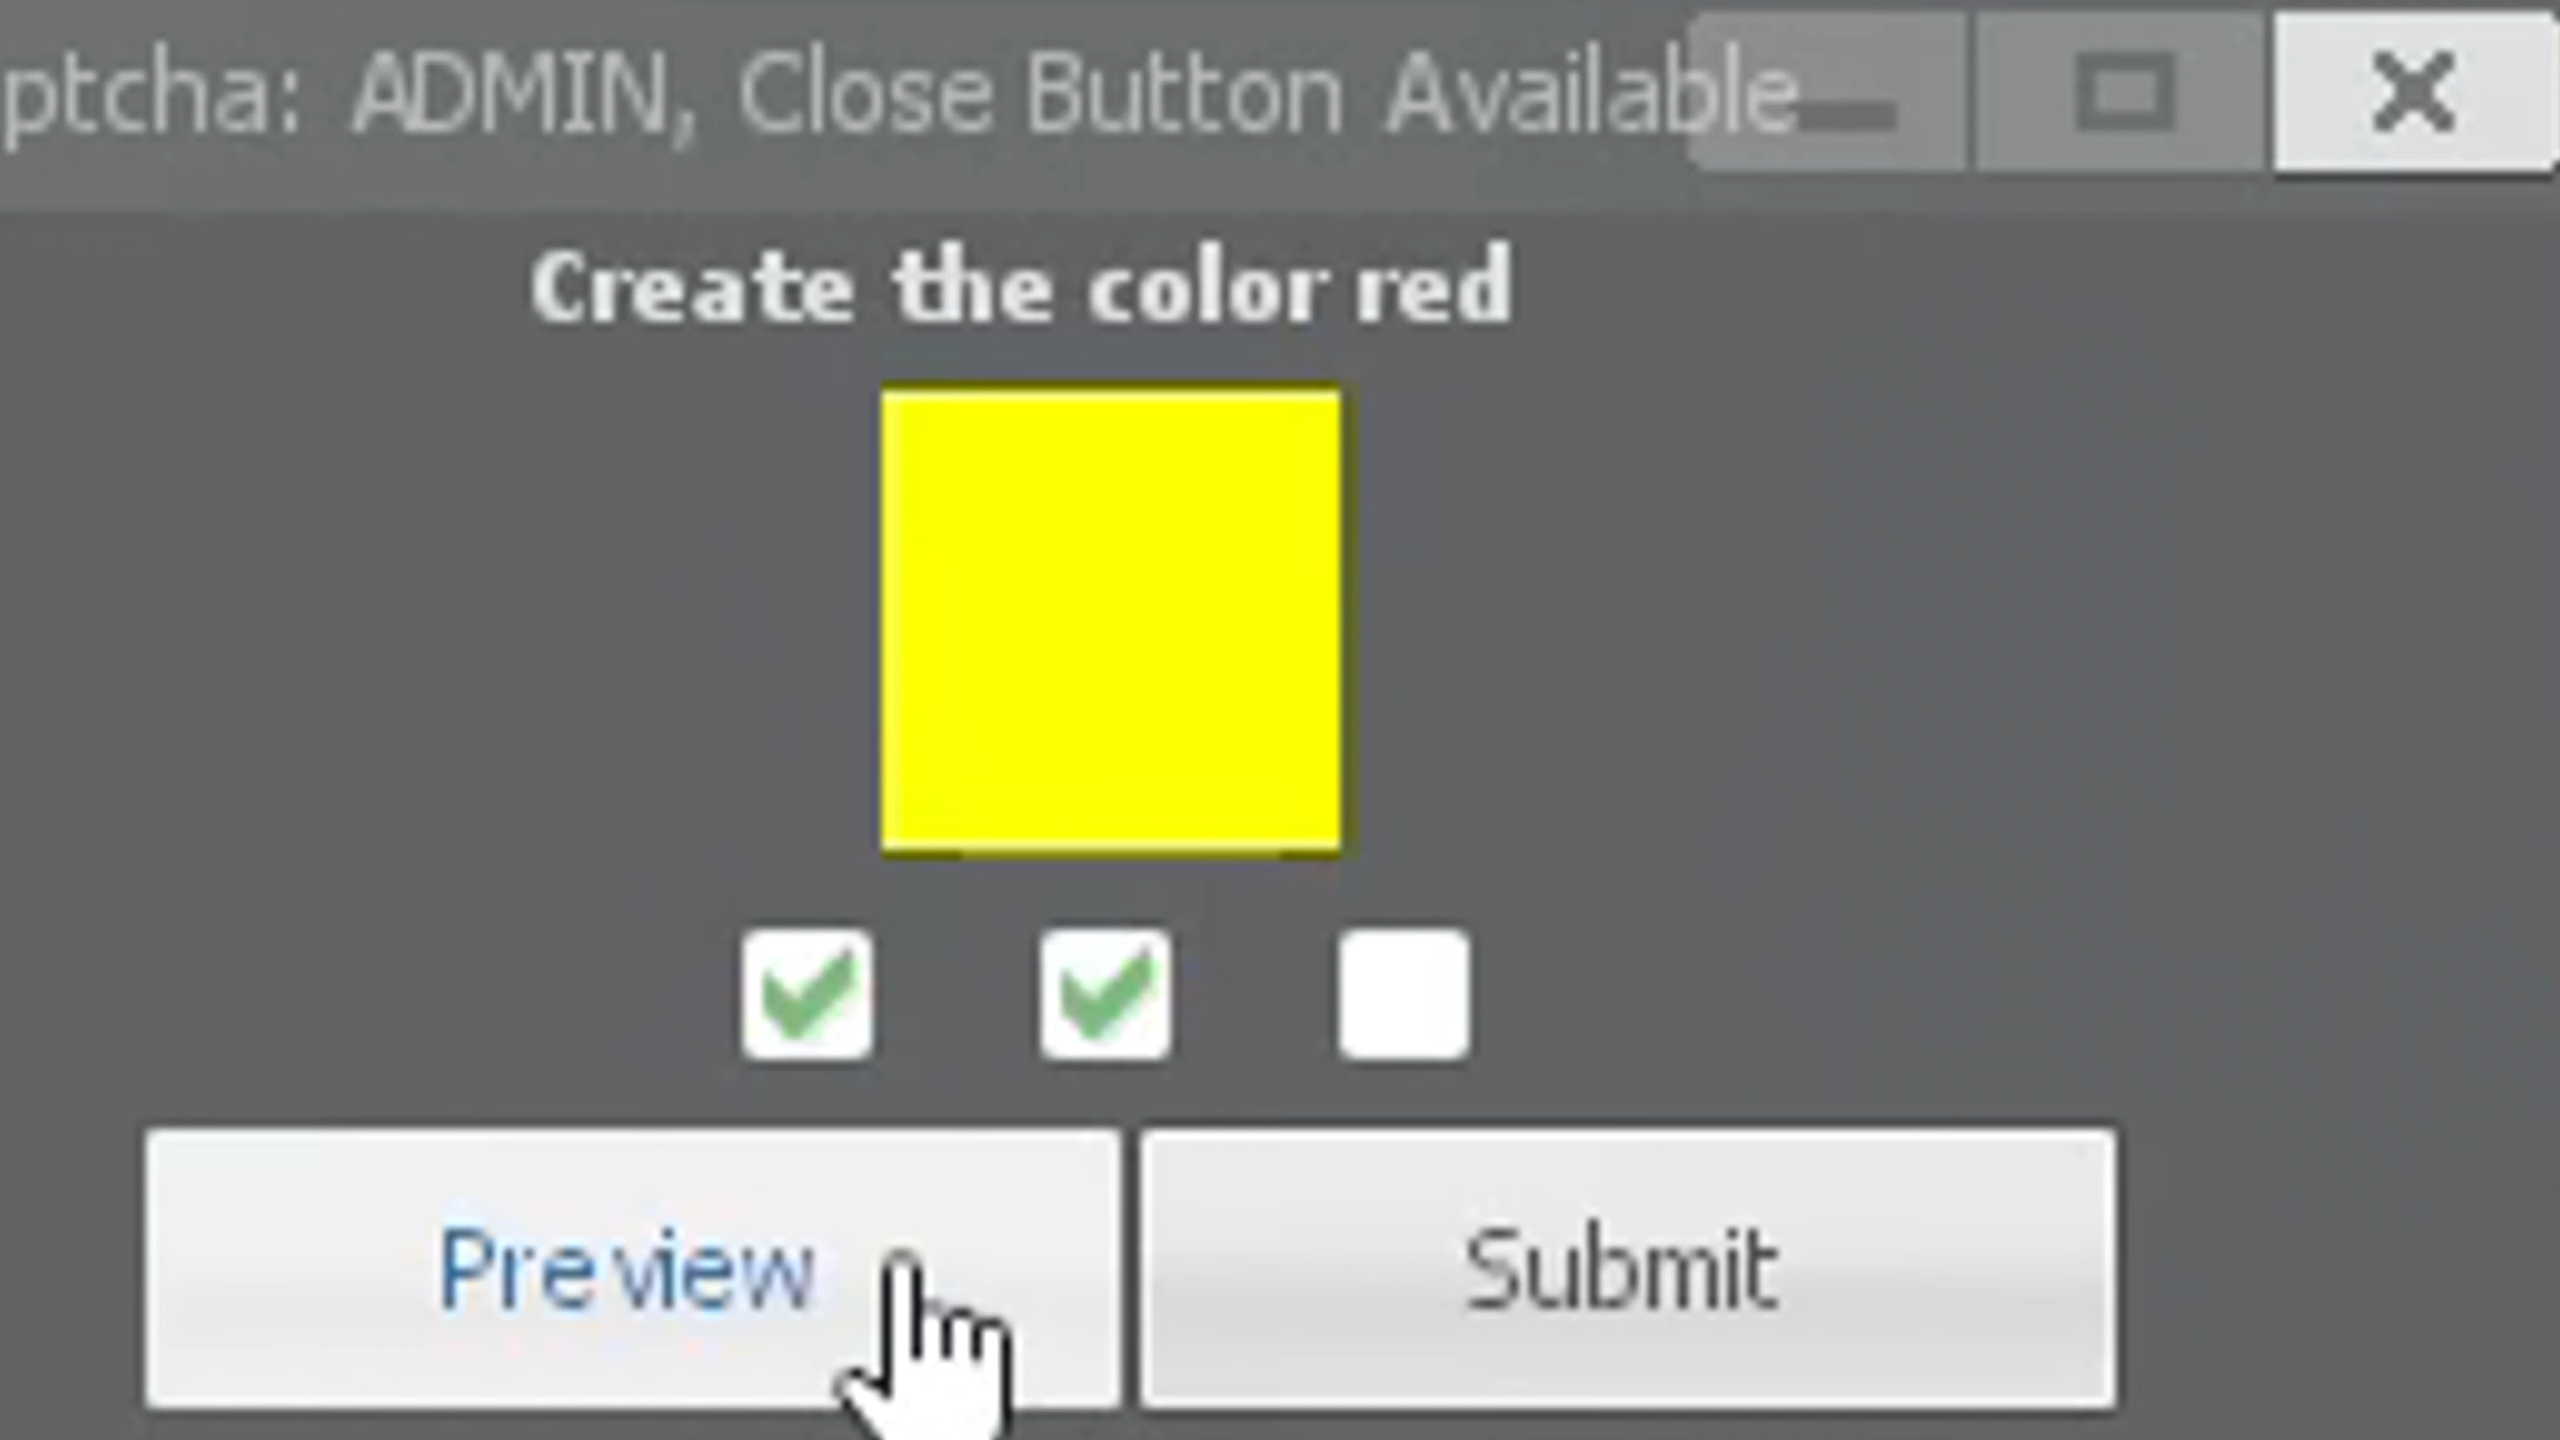 ptcha: ADMIN, Close Button Available
Create the color red
Preview
Submit